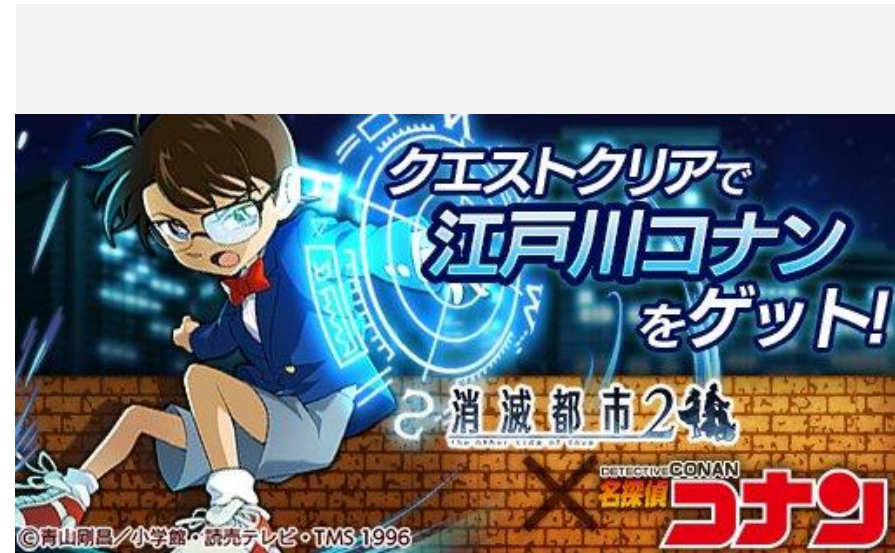 クエストクリアで
江戸川コナン
をゲット!
消滅都市2
the other side of love
×
DETECTIVE CONAN
名探偵
コナン
©青山剛昌/小学館・読売テレビ・TMS 1996